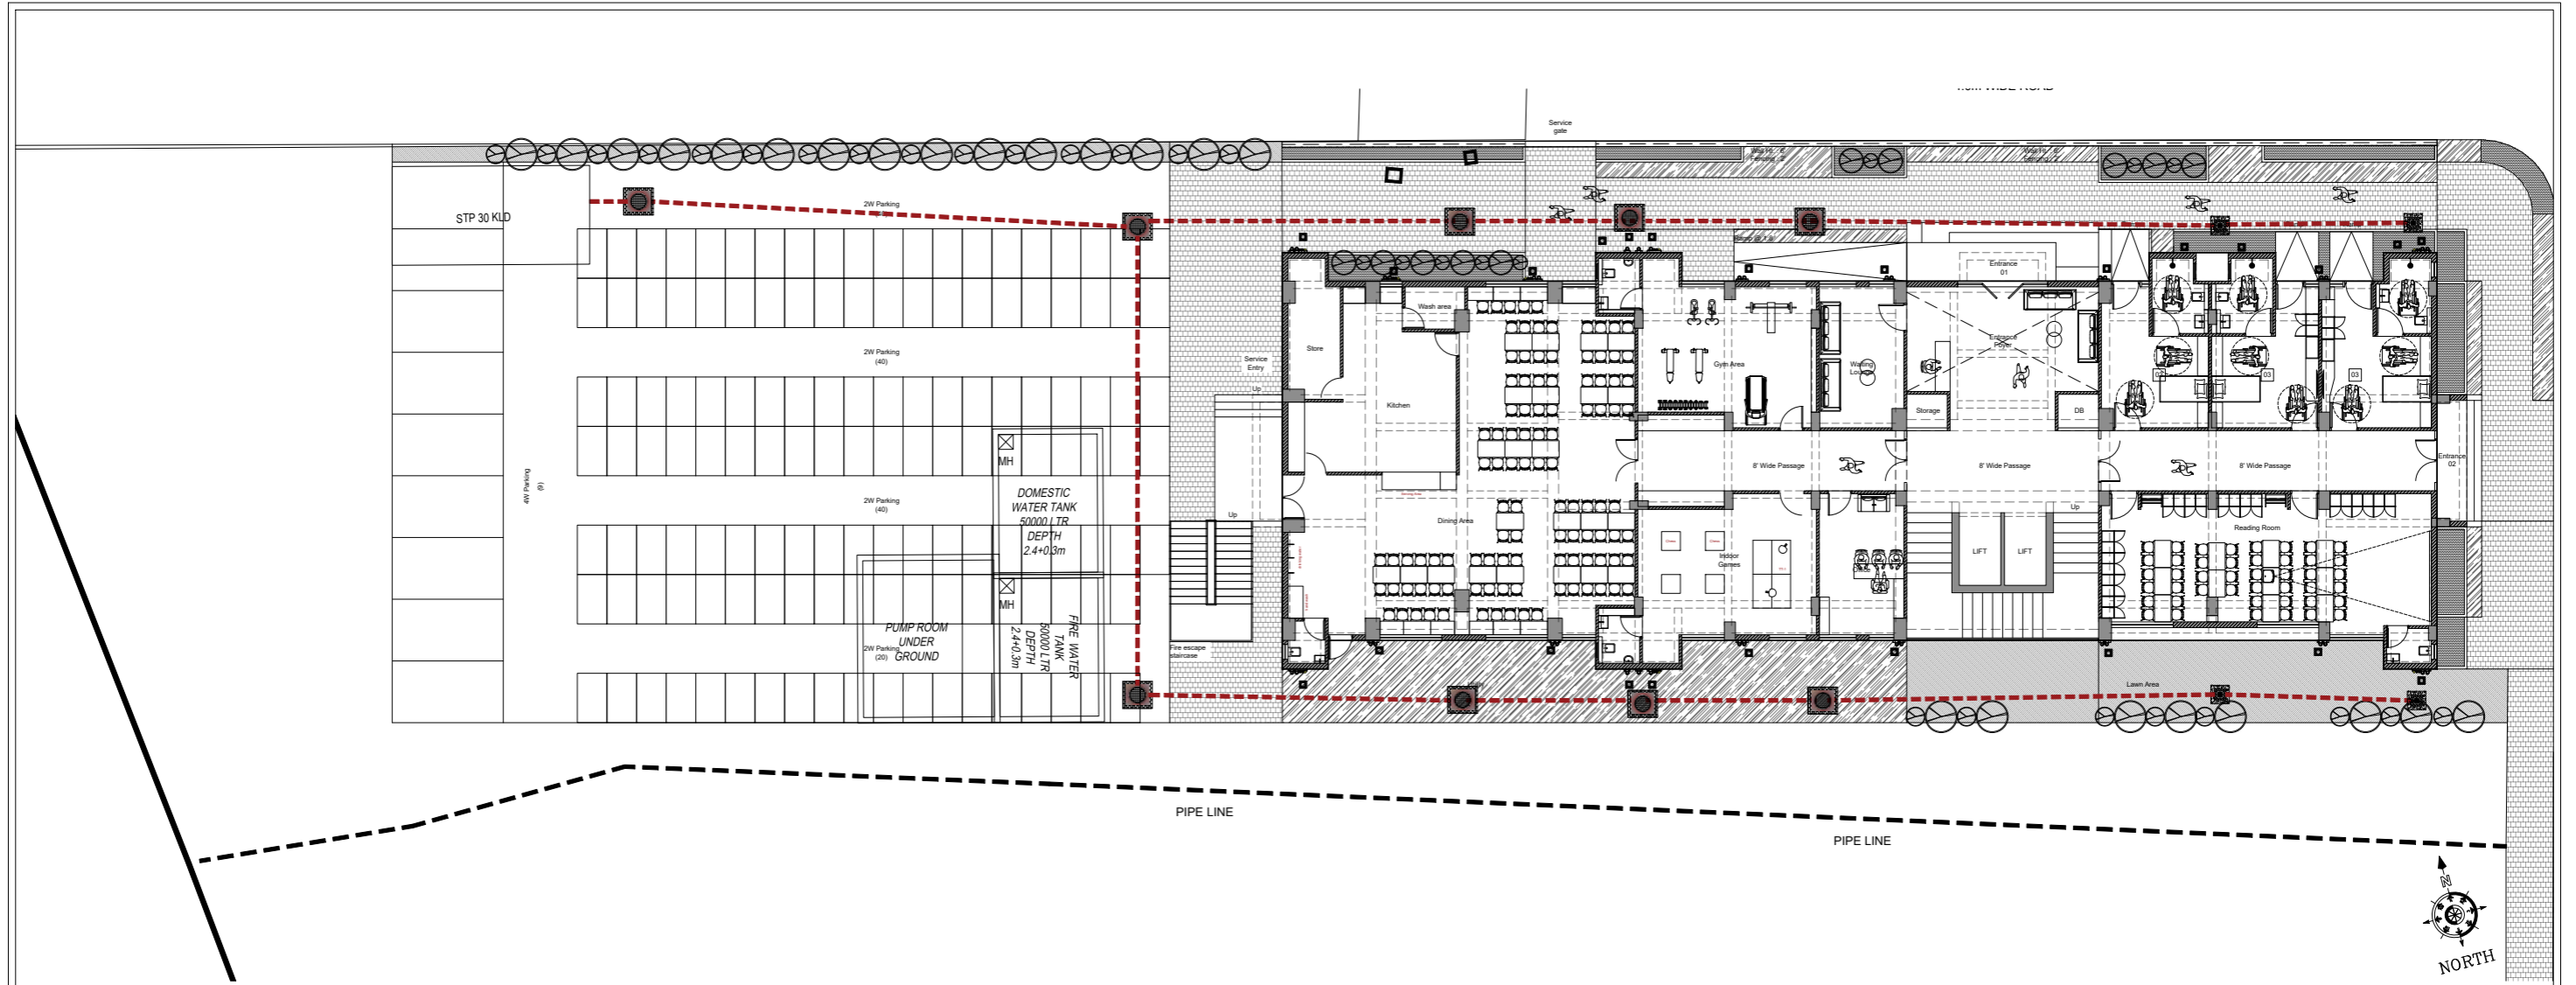 Service
gate
STP 30 KLD
2W Parking
2W Parking
(40)
2W Parking
(40)
2W Parking
(20)
4W Parking
(9)
MH
DOMESTIC
WATER TANK
50000 LTR
DEPTH
2.4+0.3m
MH
FIRE WATER
TANK
50000 LTR
DEPTH
2.4+0.3m
PUMP ROOM
UNDER
GROUND
Service
Entry
Up
Up
Fire escape
staircase
Store
Wash area
Kitchen
Dining Area
Gym Area
Waiting
Lounge
Entrance
01
Entrance
Foyer
Storage
DB
03
03
8' Wide Passage
8' Wide Passage
8' Wide Passage
Entrance
02
Indoor
Games
LIFT
LIFT
Up
Reading Room
Lawn Area
PIPE LINE
PIPE LINE
N
NORTH